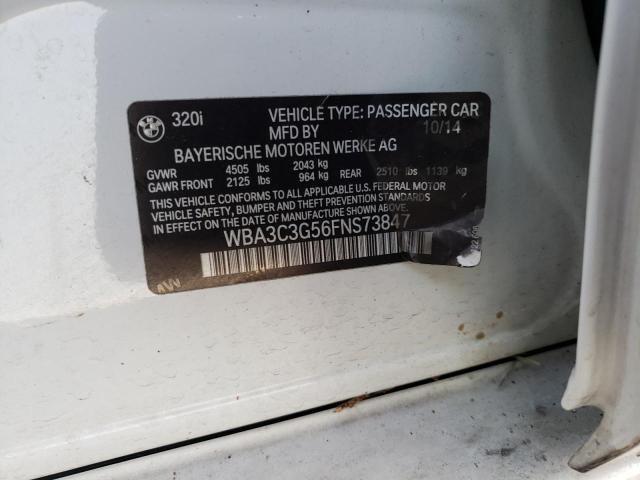 BMW
320i VEHICLE TYPE: PASSENGER CAR
MFD BY 10/14
BAYERISCHE MOTOREN WERKE AG
GVWR 4505 lbs 2043 kg
GAWR FRONT 2125 lbs 964 kg REAR 2510 lbs 1139 kg
THIS VEHICLE CONFORMS TO ALL APPLICABLE U.S. FEDERAL MOTOR
VEHICLE SAFETY, BUMPER AND THEFT PREVENTION STANDARDS
IN EFFECT ON THE DATE OF MANUFACTURE SHOWN ABOVE.
WBA3C3G56FNS73847
AW